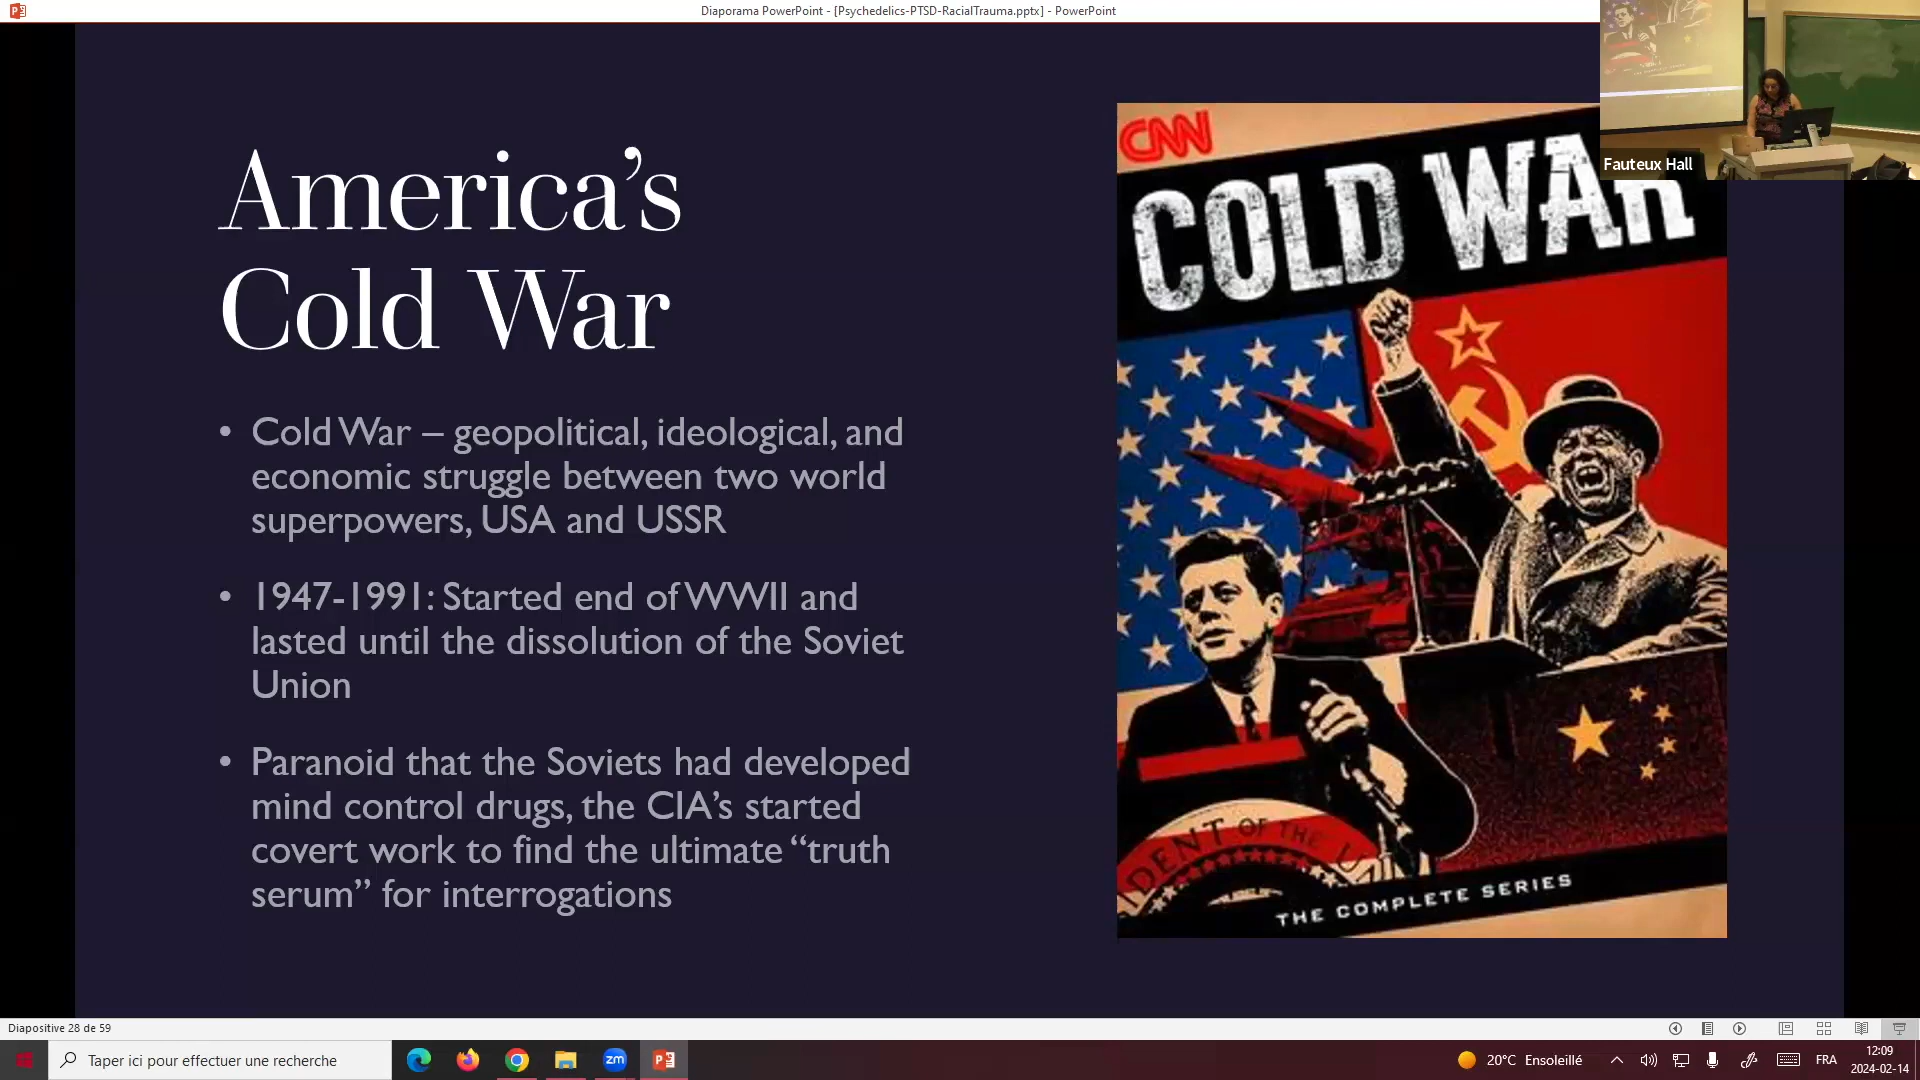 Diaporama PowerPoint - [Psychedelics-PTSD-RacialTrauma.pptx] - PowerPoint
America’s
Cold War
• Cold War – geopolitical, ideological, and
economic struggle between two world
superpowers, USA and USSR
• 1947-1991: Started end of WWII and
lasted until the dissolution of the Soviet
Union
• Paranoid that the Soviets had developed
mind control drugs, the CIA’s started
covert work to find the ultimate “truth
serum” for interrogations
CNN
COLD WAR
DENT OF THE U
THE COMPLETE SERIES
Fauteux Hall
Diapositive 28 de 59
Taper ici pour effectuer une recherche
zm
20°C Ensoleillé
FRA
12:09
2024-02-14